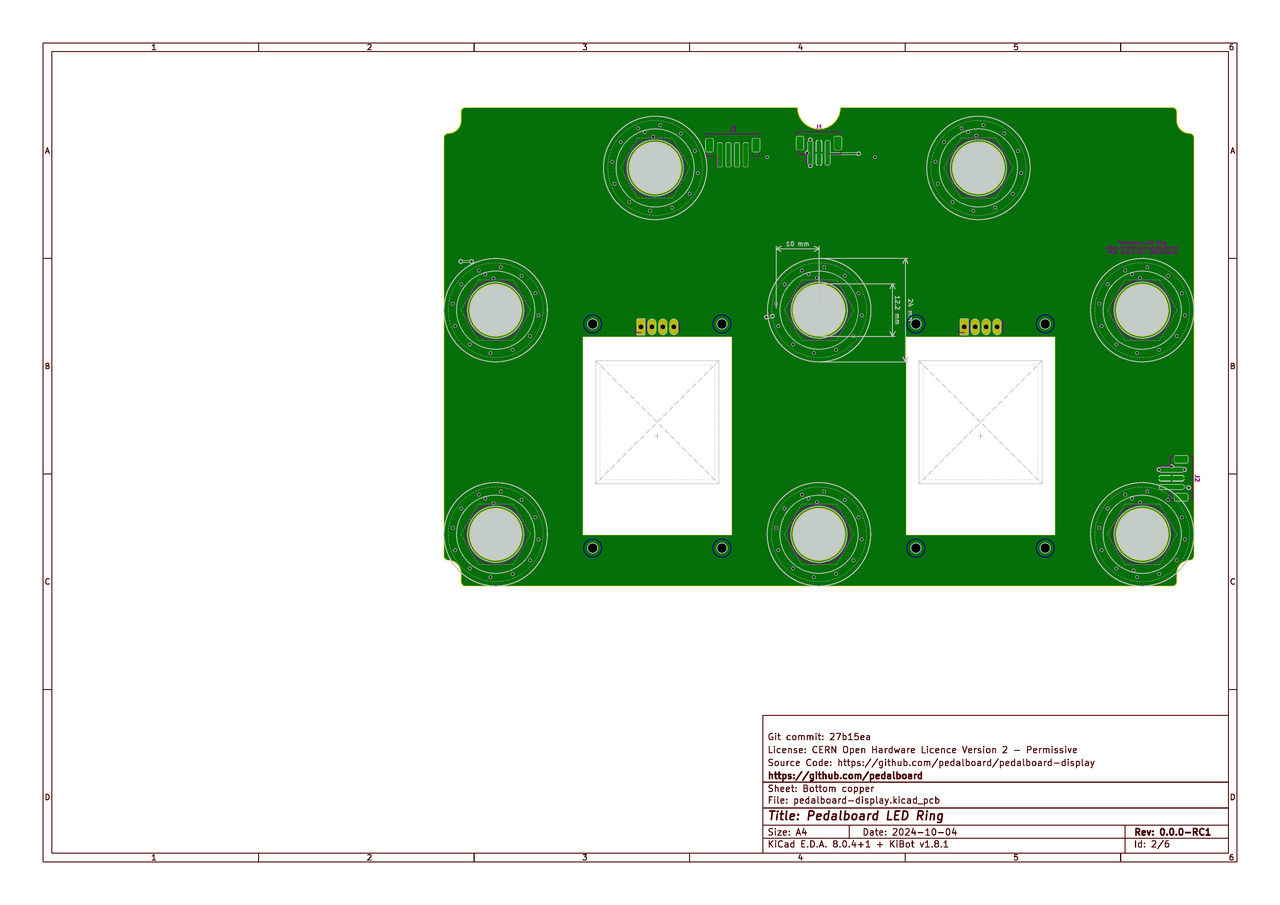 1 2 3 4 5 6
A A
J1
10 mm
24 mm
12.2 mm
B B
J2
C C
Git commit: 27b15ea
License: CERN Open Hardware Licence Version 2 - Permissive
Source Code: https://github.com/pedalboard/pedalboard-display
https://github.com/pedalboard
Sheet: Bottom copper
File: pedalboard-display.kicad_pcb
D D
Title: Pedalboard LED Ring
Size: A4 Date: 2024-10-04 Rev: 0.0.0-RC1
KiCad E.D.A. 8.0.4+1 + KiBot v1.8.1 Id: 2/6
1 2 3 4 5 6